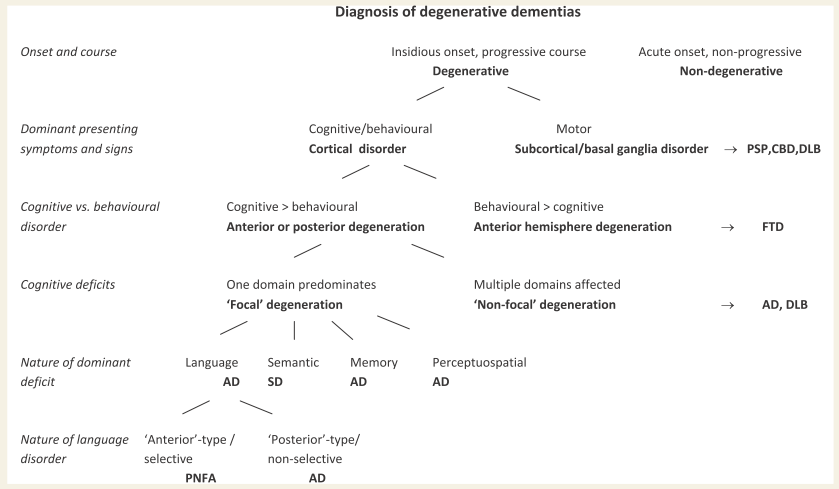 Diagnosis of degenerative dementias
Onset and course Insidious onset, progressive course Acute onset, non-progressive
Degenerative Non-degenerative
Dominant presenting Cognitive/behavioural Motor
symptoms and signs Cortical disorder Subcortical/basal ganglia disorder → PSP,CBD,DLB
Cognitive vs. behavioural Cognitive > behavioural Behavioural > cognitive
disorder Anterior or posterior degeneration Anterior hemisphere degeneration → FTD
Cognitive deficits One domain predominates Multiple domains affected
‘Focal’ degeneration ‘Non-focal’ degeneration → AD, DLB
Nature of dominant Language Semantic Memory Perceptuospatial
deficit AD SD AD AD
Nature of language ‘Anterior’-type / ‘Posterior’-type/
disorder selective non-selective
PNFA AD